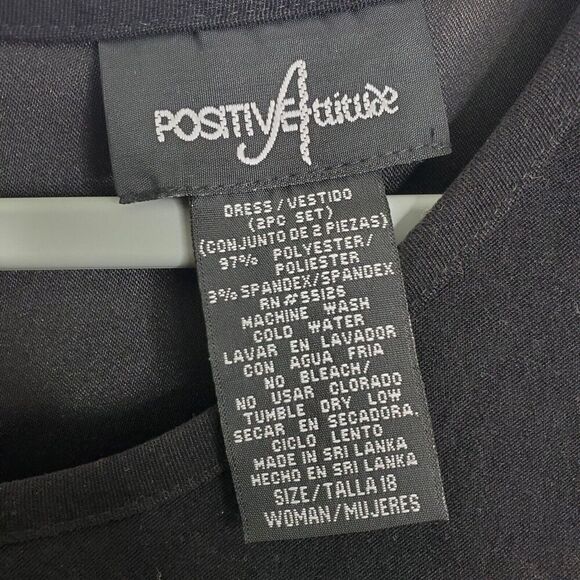 POSITIVE Attitude
DRESS/VESTIDO
(2PC SET)
(CONJUNTO DE 2 PIEZAS)
97% POLYESTER/
POLIESTER
3% SPANDEX/SPANDEX
RN#55126
MACHINE WASH
COLD WATER
LAVAR EN LAVADOR
CON AGUA FRIA
NO BLEACH/
NO USAR CLORADO
TUMBLE DRY LOW
SECAR EN SECADORA,
CICLO LENTO
MADE IN SRI LANKA
HECHO EN SRI LANKA
SIZE/TALLA 18
WOMAN/MUJERES